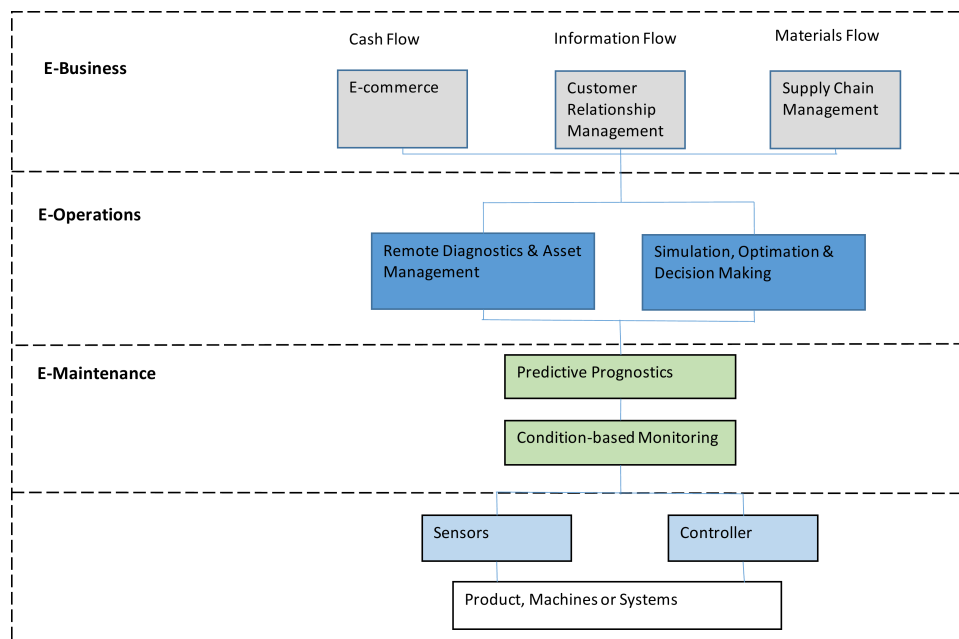 Cash Flow
Information Flow
Materials Flow
E-Business
E-commerce
Customer
Relationship
Management
Supply Chain
Management
E-Operations
Remote Diagnostics & Asset
Management
Simulation, Optimation &
Decision Making
E-Maintenance
Predictive Prognostics
Condition-based Monitoring
Sensors
Controller
Product, Machines or Systems